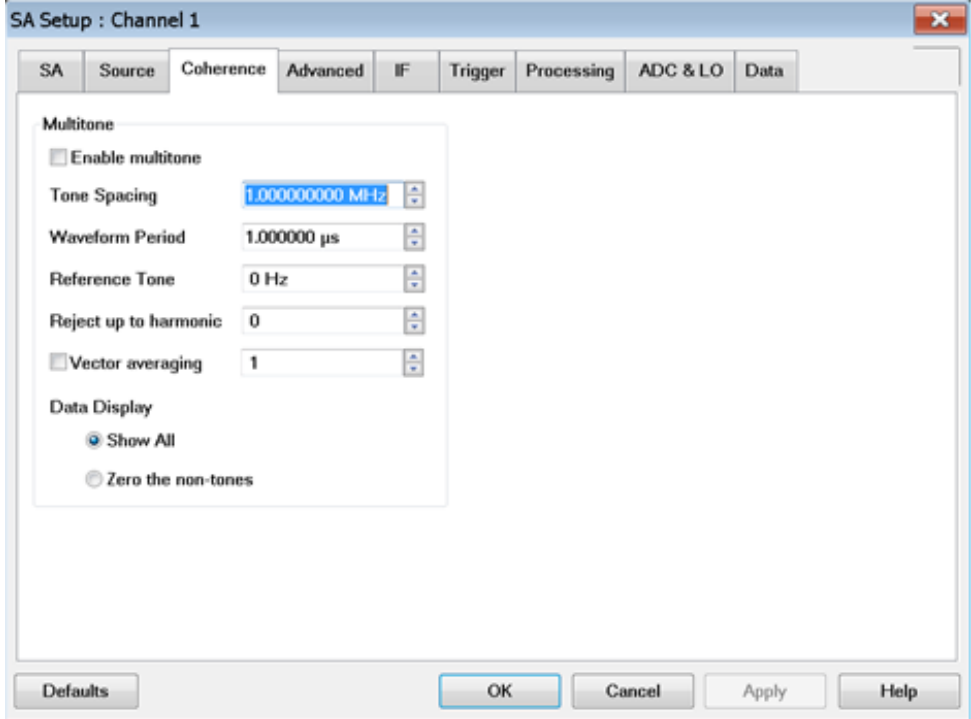 SA Setup : Channel 1
SA Source Coherence Advanced IF Trigger Processing ADC & LO Data
Multitone
Enable multitone
Tone Spacing 1.000000000 MHz
Waveform Period 1.000000 µs
Reference Tone 0 Hz
Reject up to harmonic 0
Vector averaging 1
Data Display
Show All
Zero the non-tones
Defaults OK Cancel Apply Help